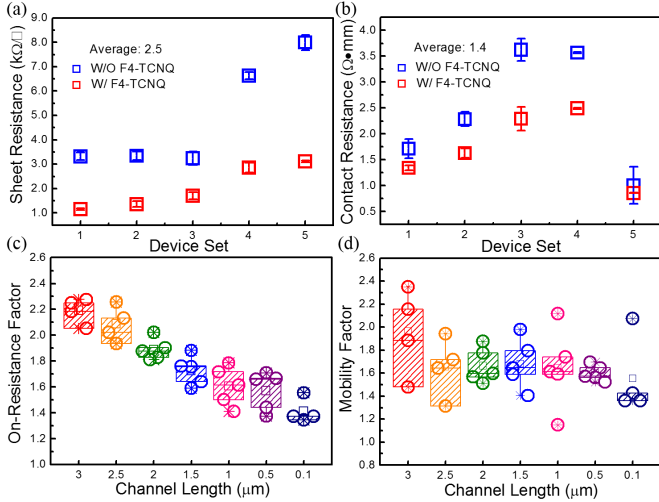 (a)
Sheet Resistance (kΩ/□)
8.0
7.0
6.0
5.0
4.0
3.0
2.0
1.0
Average: 2.5
W/O F4-TCNQ
W/ F4-TCNQ
1 2 3 4 5
Device Set
(b)
Contact Resistance (Ω•mm)
4.0
3.5
3.0
2.5
2.0
1.5
1.0
0.5
Average: 1.4
W/O F4-TCNQ
W/ F4-TCNQ
1 2 3 4 5
Device Set
(c)
On-Resistance Factor
2.6
2.4
2.2
2.0
1.8
1.6
1.4
1.2
1.0
3 2.5 2 1.5 1 0.5 0.1
Channel Length (μm)
(d)
Mobility Factor
2.6
2.4
2.2
2.0
1.8
1.6
1.4
1.2
1.0
0.8
3 2.5 2 1.5 1 0.5 0.1
Channel Length (μm)